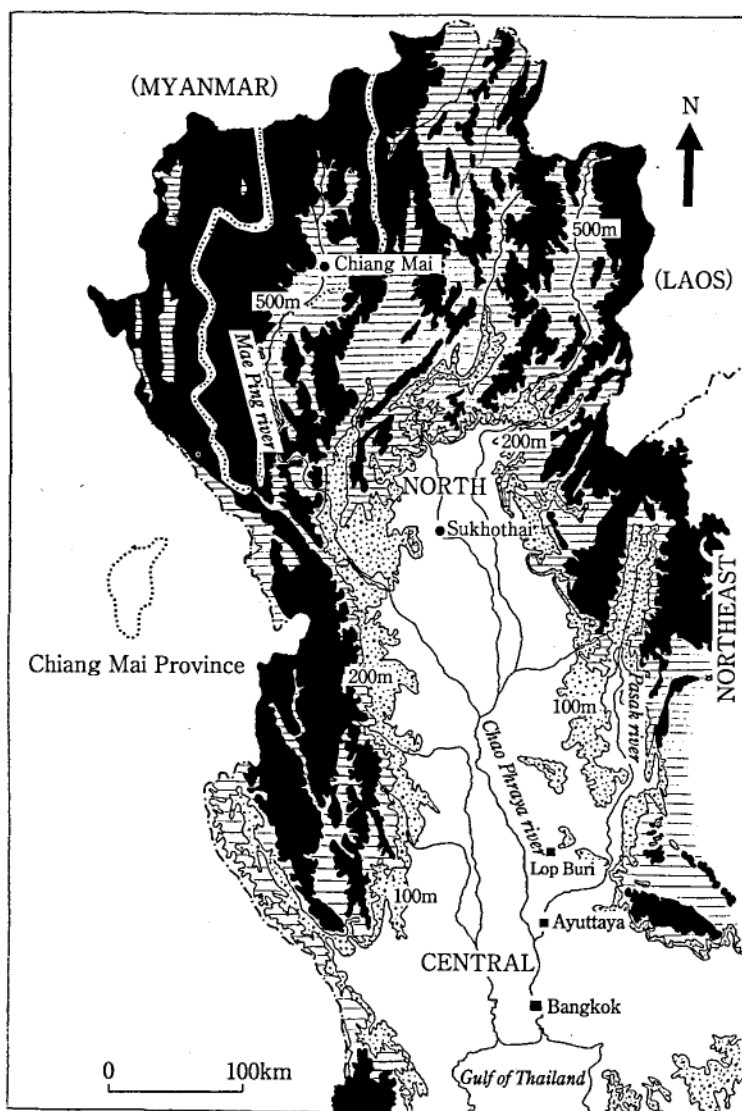 (MYANMAR)
N
500m
Chiang Mai
(LAOS)
500m
Mae Ping river
200m
NORTH
Sukhothai
NORTHEAST
Chiang Mai Province
200m
100m
Pasak river
Chao Phraya river
Lop Buri
100m
Ayuttaya
CENTRAL
Bangkok
0 100km
Gulf of Thailand